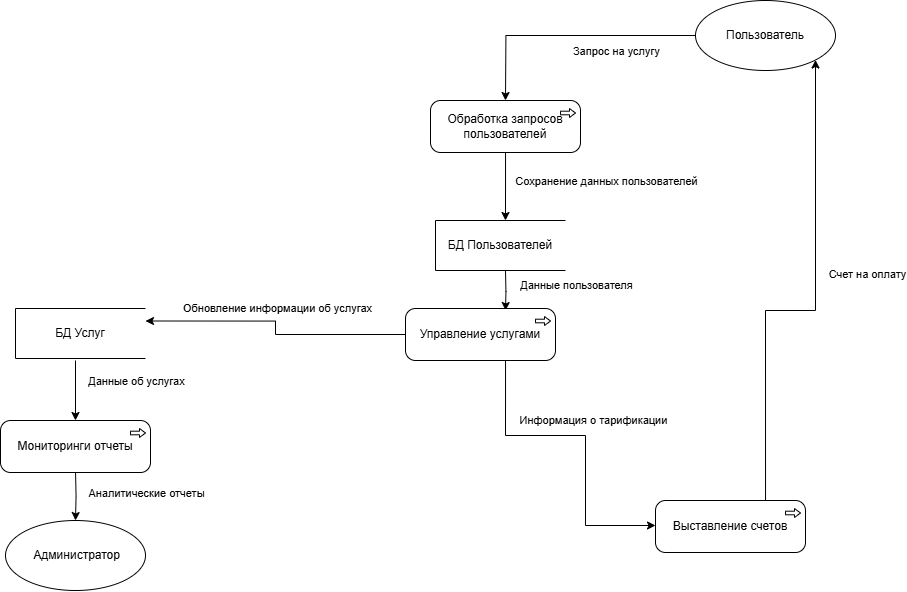 Пользователь
Запрос на услугу
Обработка запросов
пользователей
Сохранение данных пользователей
БД Пользователей
Счет на оплату
Данные пользователя
Обновление информации об услугах
БД Услуг
Управление услугами
Данные об услугах
Информация о тарификации
Мониторинги отчеты
Аналитические отчеты
Выставление счетов
Администратор